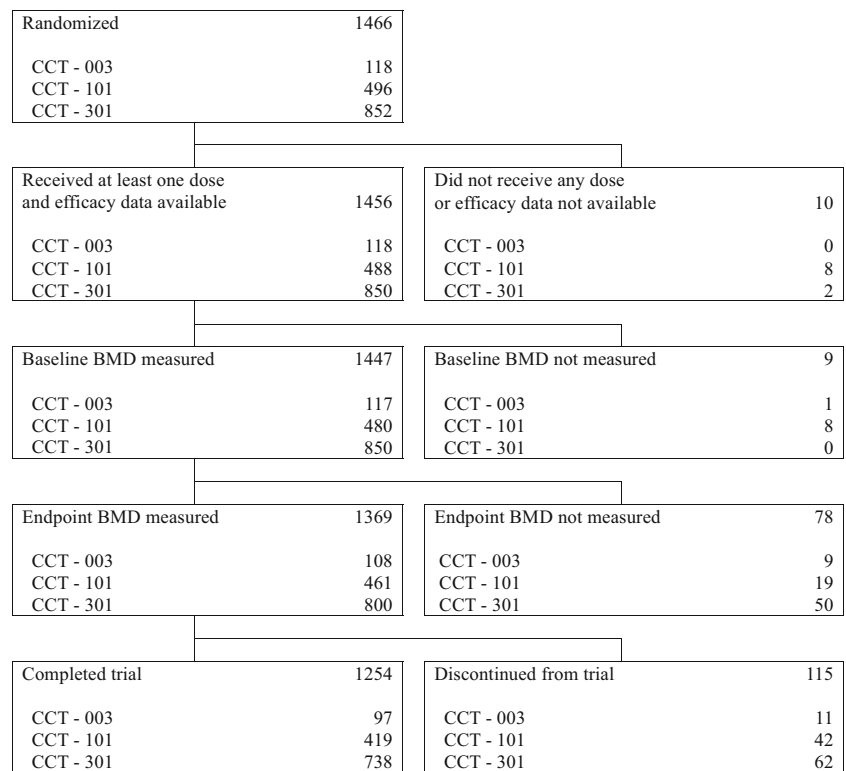 Randomized 1466
CCT - 003 118
CCT - 101 496
CCT - 301 852
Received at least one dose
and efficacy data available 1456
CCT - 003 118
CCT - 101 488
CCT - 301 850
Did not receive any dose
or efficacy data not available 10
CCT - 003 0
CCT - 101 8
CCT - 301 2
Baseline BMD measured 1447
CCT - 003 117
CCT - 101 480
CCT - 301 850
Baseline BMD not measured 9
CCT - 003 1
CCT - 101 8
CCT - 301 0
Endpoint BMD measured 1369
CCT - 003 108
CCT - 101 461
CCT - 301 800
Endpoint BMD not measured 78
CCT - 003 9
CCT - 101 19
CCT - 301 50
Completed trial 1254
CCT - 003 97
CCT - 101 419
CCT - 301 738
Discontinued from trial 115
CCT - 003 11
CCT - 101 42
CCT - 301 62